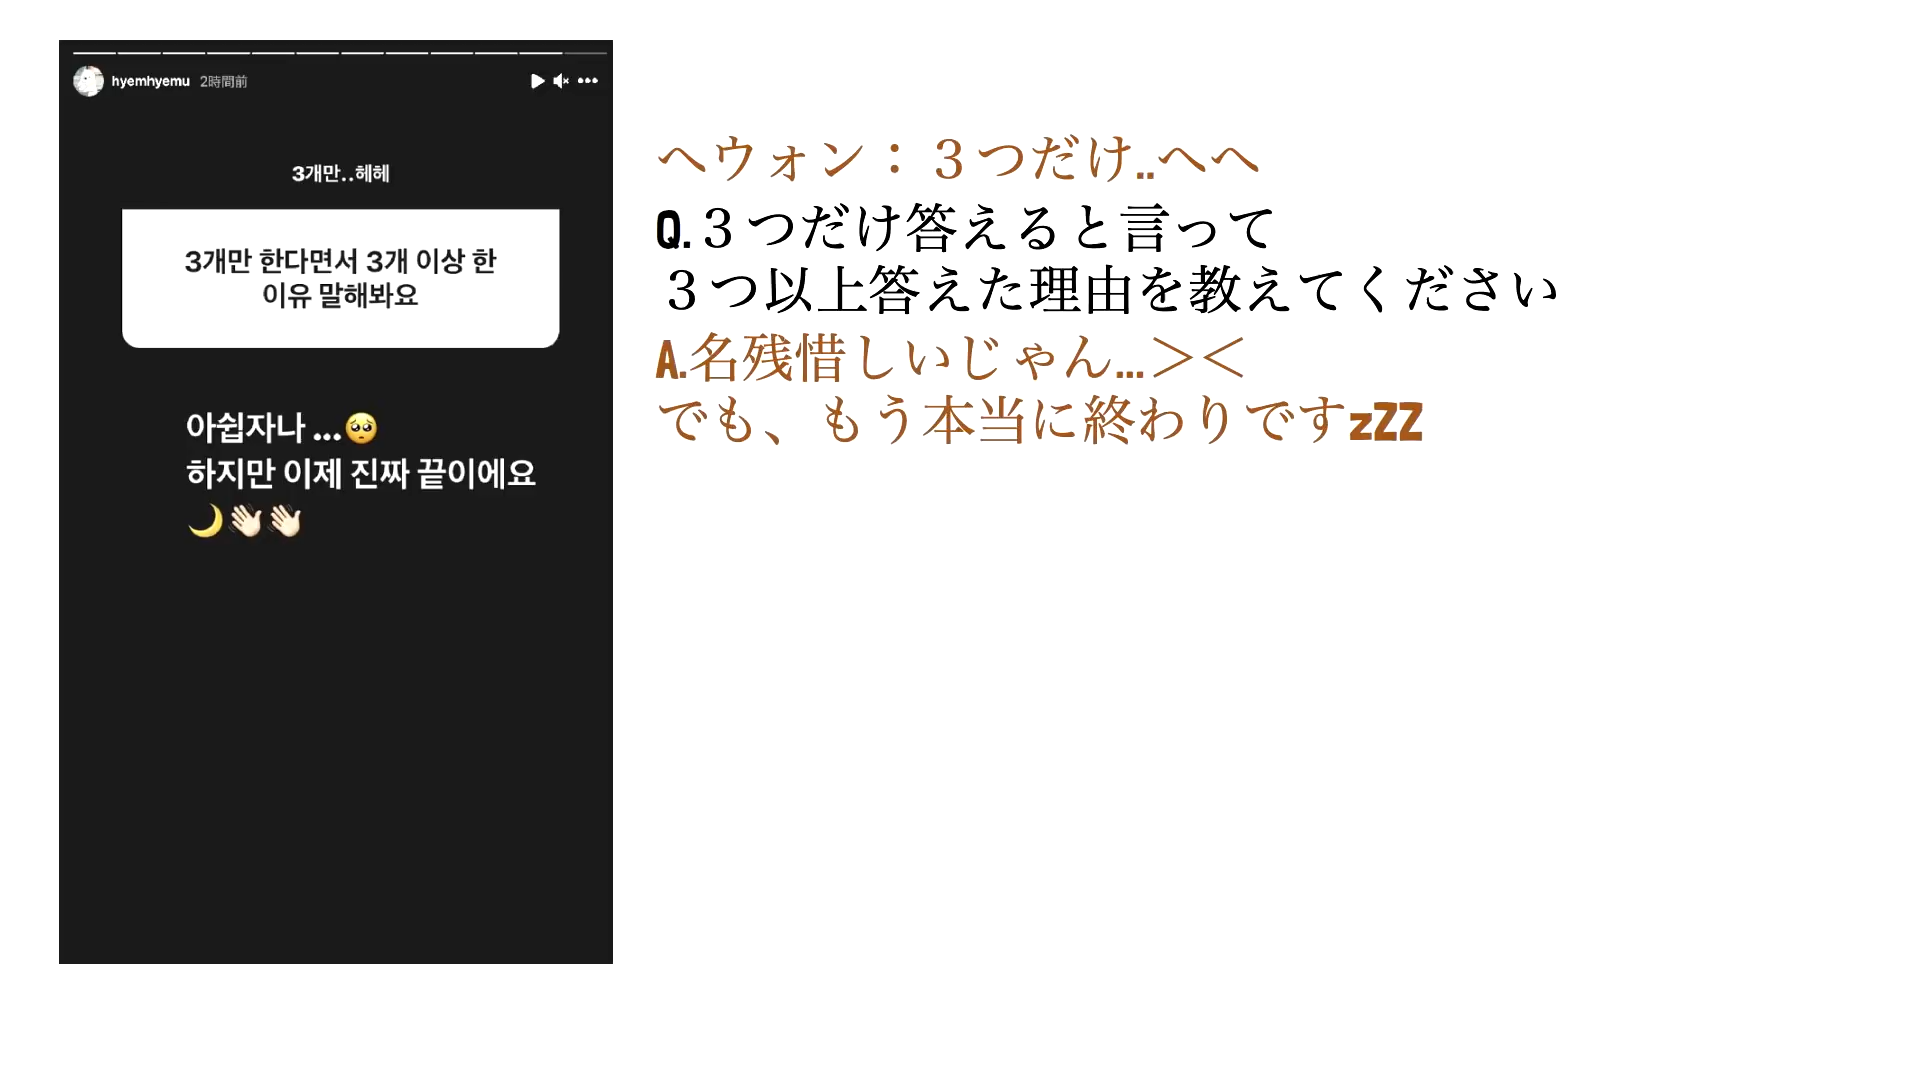 hyemhyemu 2時間前
3개만..헤헤
3개만 한다면서 3개 이상 한
이유 말해봐요
아쉽자나 ...🥺
하지만 이제 진짜 끝이에요
🌙👋🏻👋🏻
へウォン：３つだけ..へへ
Q.３つだけ答えると言って
３つ以上答えた理由を教えてください
A.名残惜しいじゃん...＞＜
でも、もう本当に終わりですzZZ